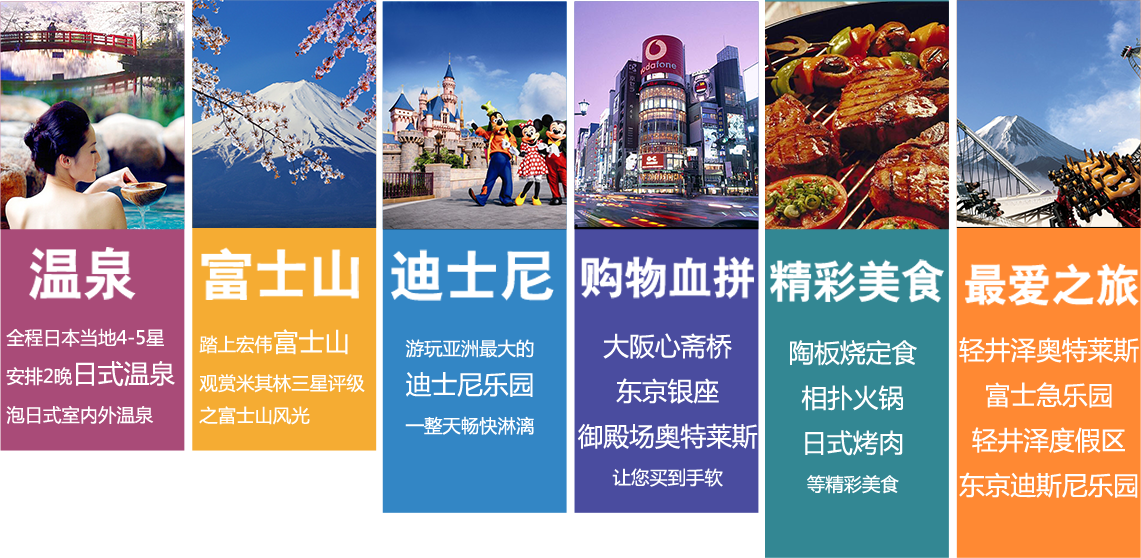 温泉
全程日本当地4-5星
安排2晚日式温泉
泡日式室内外温泉
富士山
踏上宏伟富士山
观赏米其林三星评级
之富士山风光
迪士尼
游玩亚洲最大的
迪士尼乐园
一整天畅快淋漓
vodafone
购物血拼
大阪心斋桥
东京银座
御殿场奥特莱斯
让您买到手软
精彩美食
陶板烧定食
相扑火锅
日式烤肉
等精彩美食
最爱之旅
轻井泽奥特莱斯
富士急乐园
轻井泽度假区
东京迪斯尼乐园